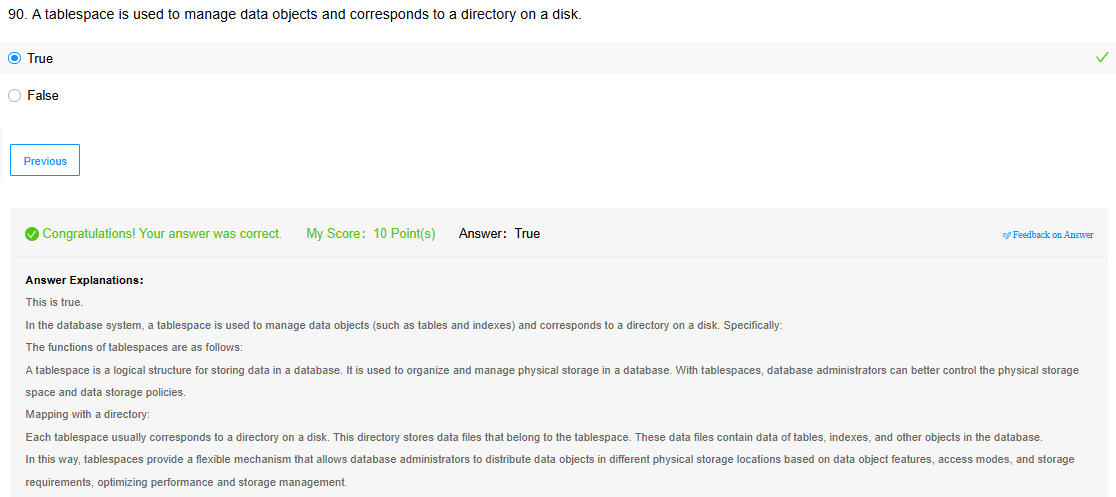 90. A tablespace is used to manage data objects and corresponds to a directory on a disk.
True
False
Previous
Congratulations! Your answer was correct. My Score: 10 Point(s) Answer: True Feedback on Answer
Answer Explanations:
This is true.
In the database system, a tablespace is used to manage data objects (such as tables and indexes) and corresponds to a directory on a disk. Specifically:
The functions of tablespaces are as follows:
A tablespace is a logical structure for storing data in a database. It is used to organize and manage physical storage in a database. With tablespaces, database administrators can better control the physical storage
space and data storage policies.
Mapping with a directory:
Each tablespace usually corresponds to a directory on a disk. This directory stores data files that belong to the tablespace. These data files contain data of tables, indexes, and other objects in the database.
In this way, tablespaces provide a flexible mechanism that allows database administrators to distribute data objects in different physical storage locations based on data object features, access modes, and storage
requirements, optimizing performance and storage management.